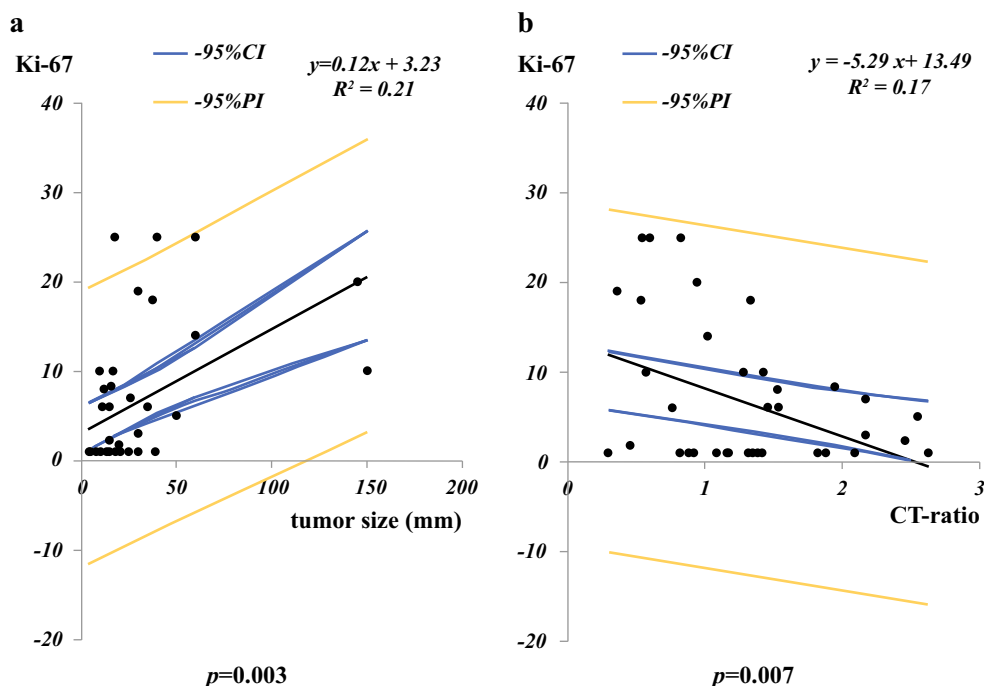 a
Ki-67
-95%CI
-95%PI
y=0.12x + 3.23
R² = 0.21
40
30
20
10
0
-10
-20
0
50
100
150
200
tumor size (mm)
p=0.003
b
Ki-67
-95%CI
-95%PI
y = -5.29 x+ 13.49
R² = 0.17
40
30
20
10
0
-10
-20
0
1
2
3
CT-ratio
p=0.007